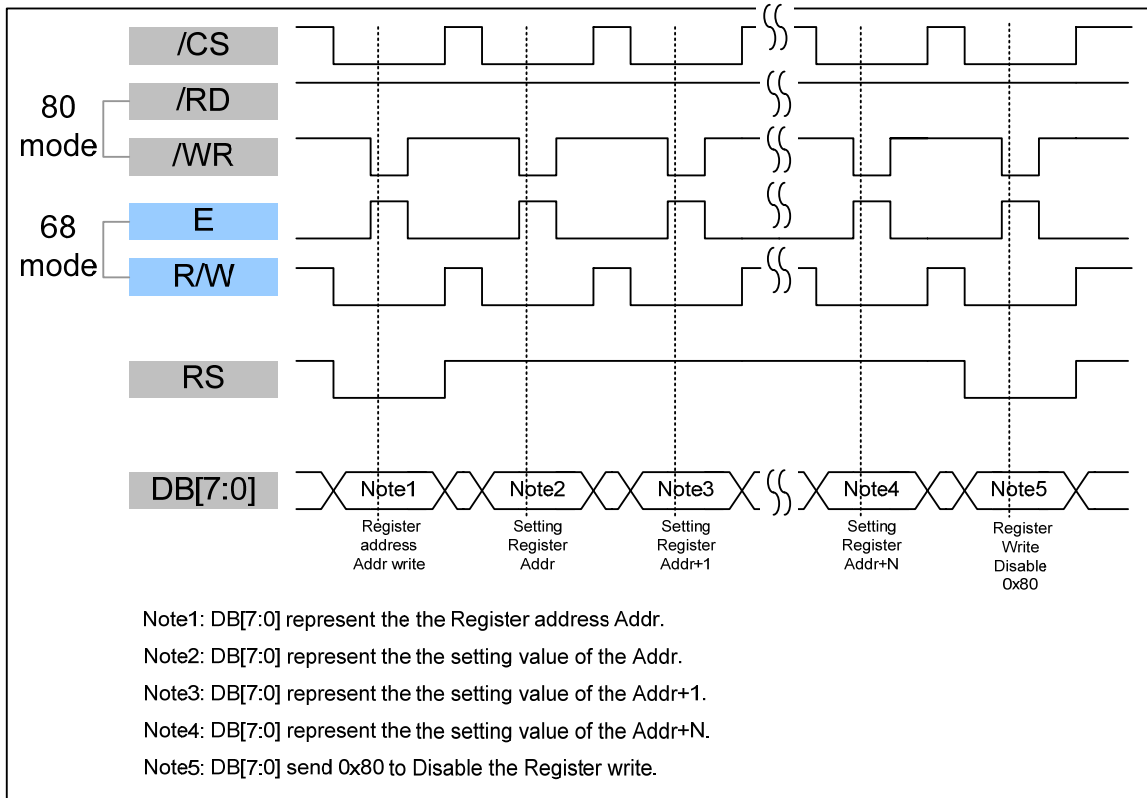 /CS
80
mode
/RD
/WR
68
mode
E
R/W
RS
DB[7:0]
Note1
Note2
Note3
Note4
Note5
Register
address
Addr write
Setting
Register
Addr
Setting
Register
Addr+1
Setting
Register
Addr+N
Register
Write
Disable
0x80
Note1: DB[7:0] represent the the Register address Addr.
Note2: DB[7:0] represent the the setting value of the Addr.
Note3: DB[7:0] represent the the setting value of the Addr+1.
Note4: DB[7:0] represent the the setting value of the Addr+N.
Note5: DB[7:0] send 0x80 to Disable the Register write.